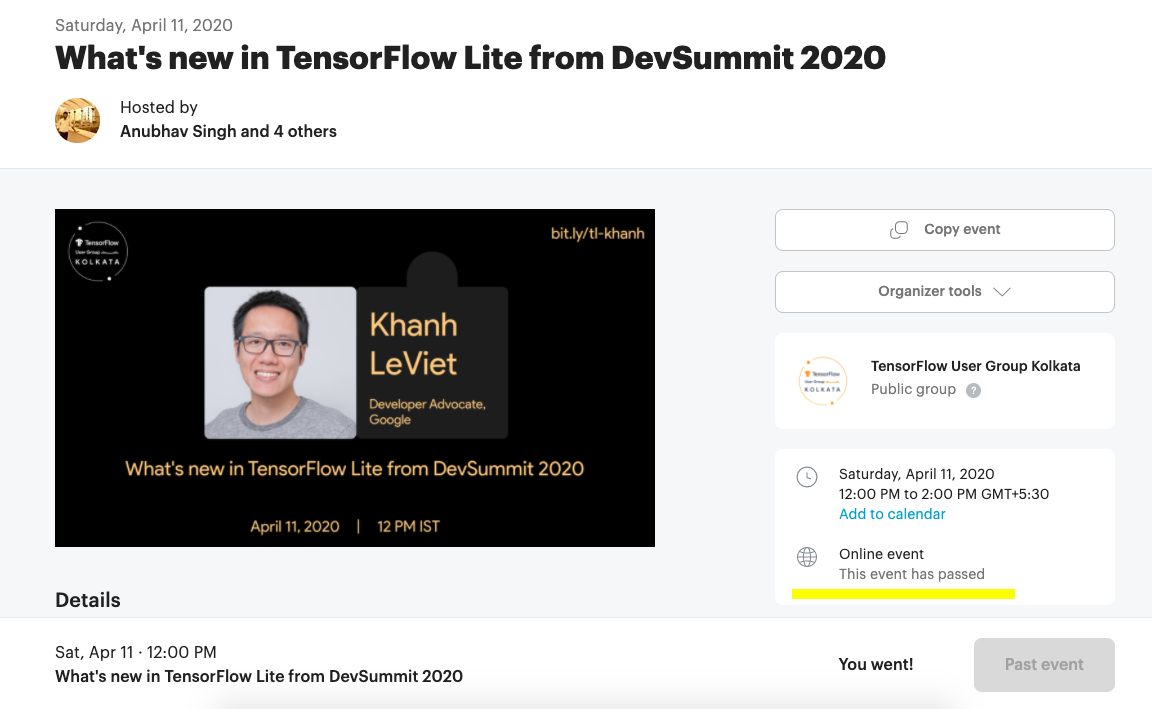 Saturday, April 11, 2020
What's new in TensorFlow Lite from DevSummit 2020
Hosted by
Anubhav Singh and 4 others
TensorFlow
User Group
KOLKATA
bit.ly/tl-khanh
Khanh
LeViet
Developer Advocate,
Google
What's new in TensorFlow Lite from DevSummit 2020
April 11, 2020 | 12 PM IST
Copy event
Organizer tools
TensorFlow
User Group
KOLKATA
TensorFlow User Group Kolkata
Public group ?
Saturday, April 11, 2020
12:00 PM to 2:00 PM GMT+5:30
Add to calendar
Online event
This event has passed
Details
Sat, Apr 11 · 12:00 PM
What's new in TensorFlow Lite from DevSummit 2020
You went!
Past event